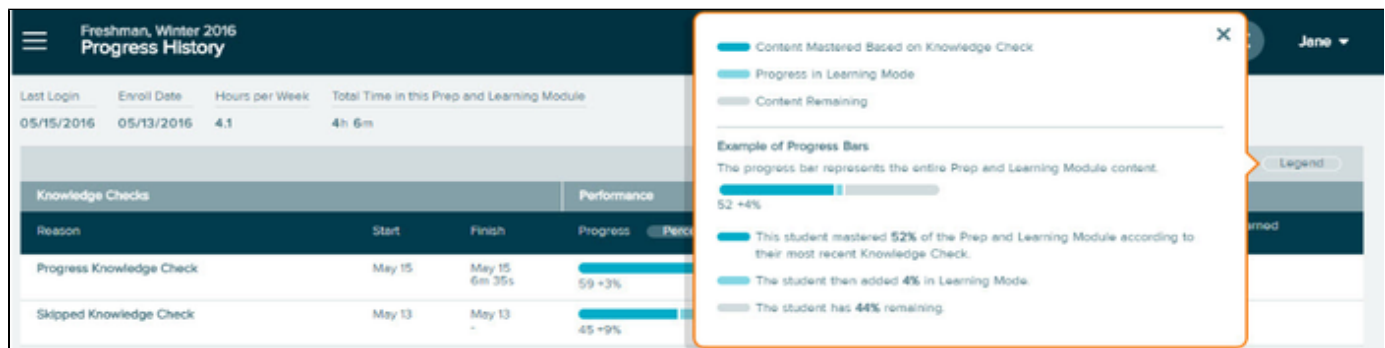 Freshman, Winter 2016
Progress History
Jane
Last Login
Enroll Date
Hours per Week
Total Time in this Prep and Learning Module
05/15/2016
05/13/2016
4.1
4h 6m
Legend
Knowledge Checks
Performance
Reason
Start
Finish
Progress
Progress Knowledge Check
May 15
May 15
6m 35s
59 +3%
Skipped Knowledge Check
May 13
May 13
-
45 +9%
Content Mastered Based on Knowledge Check
Progress in Learning Mode
Content Remaining
Example of Progress Bars
The progress bar represents the entire Prep and Learning Module content.
52 +4%
This student mastered 52% of the Prep and Learning Module according to
their most recent Knowledge Check.
The student then added 4% in Learning Mode.
The student has 44% remaining.